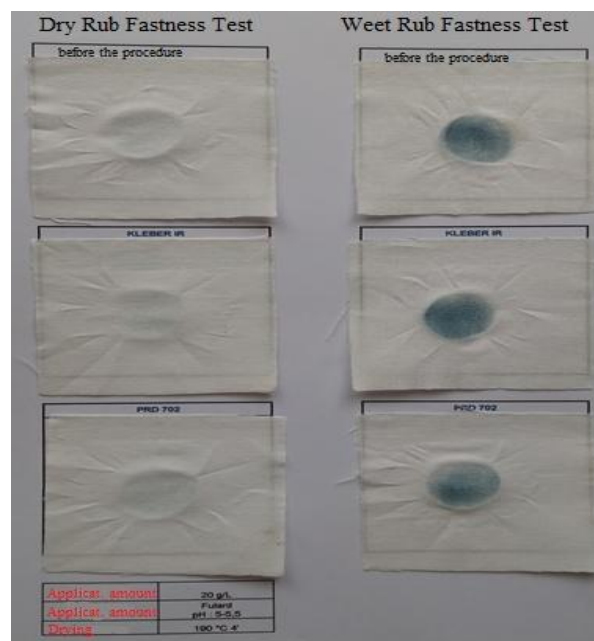 Dry Rub Fastness Test
Weet Rub Fastness Test
before the procedure
before the procedure
KLEBER IR
KLEBER IR
PRD 702
PRD 702
Applicat. amount 20 g/L
Applicat. amount Fulard pH : 5-5,5
Drying 190 °C 4'